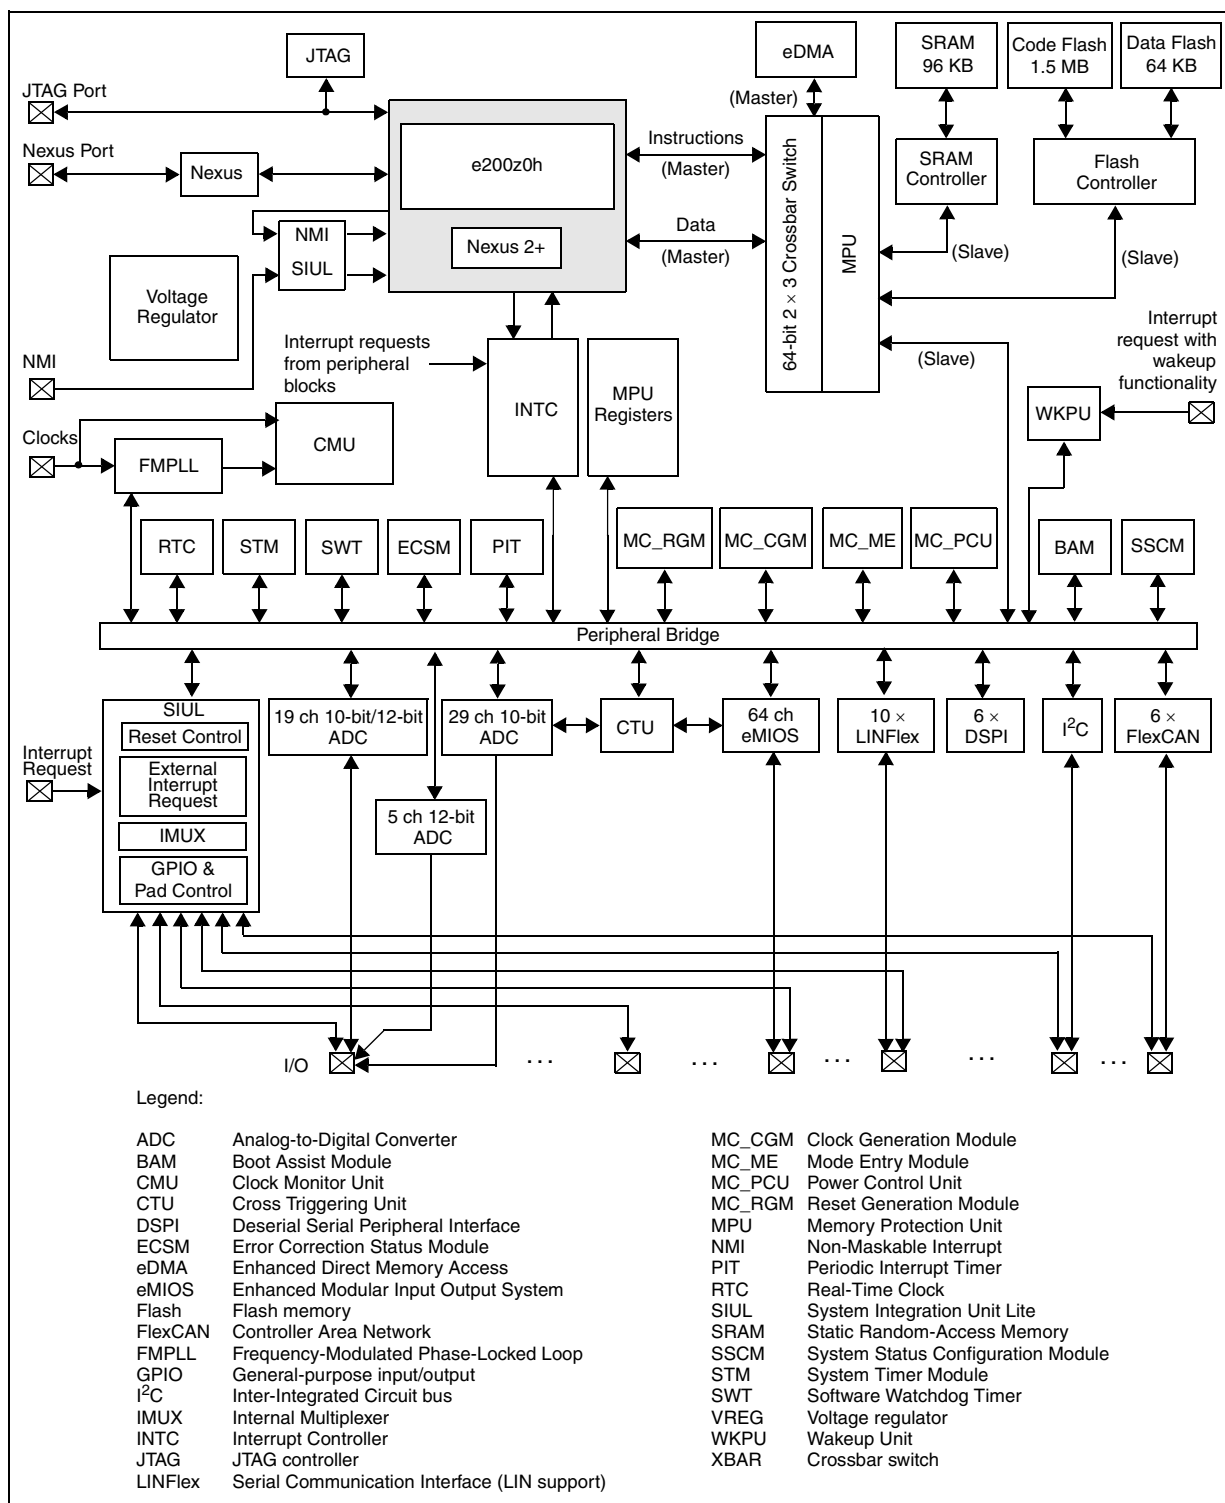 JTAG
eDMA
SRAM
96 KB
Code Flash
1.5 MB
Data Flash
64 KB
JTAG Port
(Master)
Nexus Port
Nexus
e200z0h
Instructions
(Master)
64-bit 2 × 3 Crossbar Switch
MPU
SRAM
Controller
Flash
Controller
NMI
SIUL
Nexus 2+
Data
(Master)
(Slave)
(Slave)
Voltage
Regulator
NMI
Interrupt requests
from peripheral
blocks
INTC
MPU
Registers
(Slave)
Interrupt
request with
wakeup
functionality
WKPU
Clocks
CMU
FMPLL
RTC
STM
SWT
ECSM
PIT
MC_RGM
MC_CGM
MC_ME
MC_PCU
BAM
SSCM
Peripheral Bridge
SIUL
Reset Control
External
Interrupt
Request
IMUX
GPIO &
Pad Control
Interrupt
Request
19 ch 10-bit/12-bit
ADC
29 ch 10-bit
ADC
CTU
64 ch
eMIOS
10 ×
LINFlex
6 ×
DSPI
I2C
6 ×
FlexCAN
5 ch 12-bit
ADC
I/O
. . .
. . .
. . .
. . .
. . .
Legend:
ADC Analog-to-Digital Converter
BAM Boot Assist Module
CMU Clock Monitor Unit
CTU Cross Triggering Unit
DSPI Deserial Serial Peripheral Interface
ECSM Error Correction Status Module
eDMA Enhanced Direct Memory Access
eMIOS Enhanced Modular Input Output System
Flash Flash memory
FlexCAN Controller Area Network
FMPLL Frequency-Modulated Phase-Locked Loop
GPIO General-purpose input/output
I2C Inter-Integrated Circuit bus
IMUX Internal Multiplexer
INTC Interrupt Controller
JTAG JTAG controller
LINFlex Serial Communication Interface (LIN support)
MC_CGM Clock Generation Module
MC_ME Mode Entry Module
MC_PCU Power Control Unit
MC_RGM Reset Generation Module
MPU Memory Protection Unit
NMI Non-Maskable Interrupt
PIT Periodic Interrupt Timer
RTC Real-Time Clock
SIUL System Integration Unit Lite
SRAM Static Random-Access Memory
SSCM System Status Configuration Module
STM System Timer Module
SWT Software Watchdog Timer
VREG Voltage regulator
WKPU Wakeup Unit
XBAR Crossbar switch